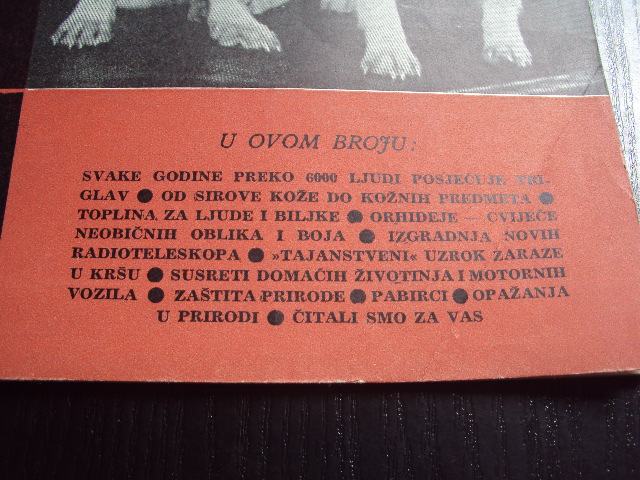 U OVOM BROJU:
SVAKE GODINE PREKO 6000 LJUDI POSJEĆUJE TRI-
GLAV ● OD SIROVE KOŽE DO KOŽNIH PREDMETA ●
TOPLINA ZA LJUDE I BILJKE ● ORHIDEJE — CVIJEĆE
NEOBIČNIH OBLIKA I BOJA ● IZGRADNJA NOVIH
RADIOTELESKOPA ● »TAJANSTVENI« UZROK ZARAZE
U KRŠU ● SUSRETI DOMAĆIH ŽIVOTINJA I MOTORNIH
VOZILA ● ZAŠTITA PRIRODE ● PABIRCI ● OPAŽANJA
U PRIRODI ● ČITALI SMO ZA VAS